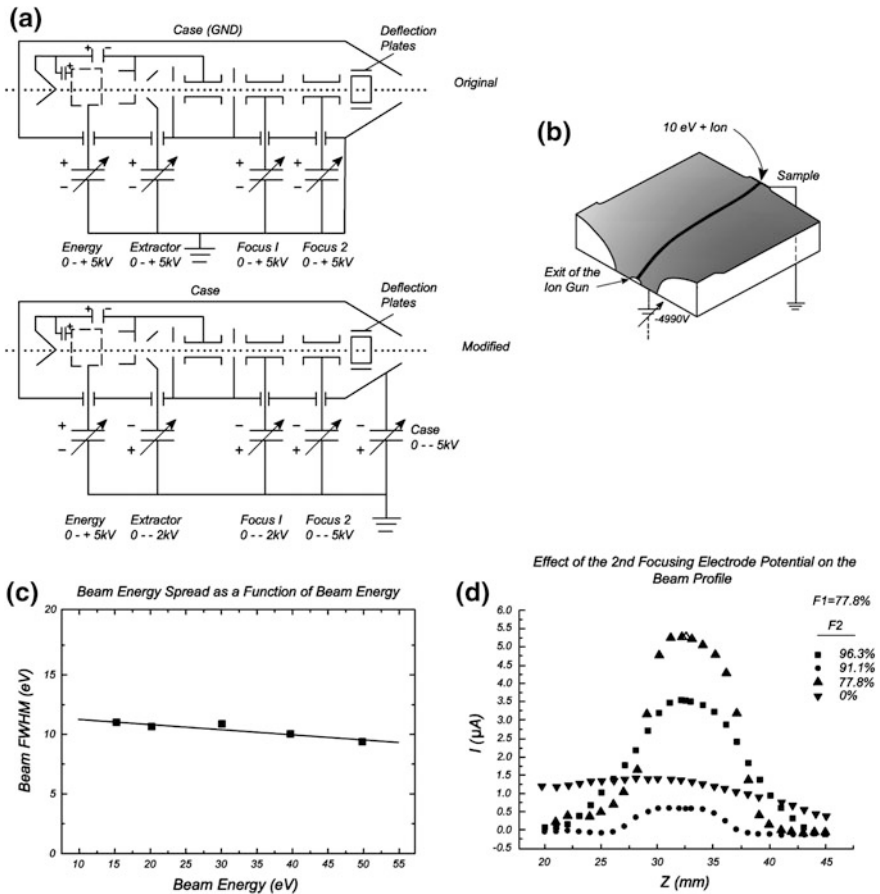 (a)
Case (GND)
Deflection
Plates
+ -
+
Original
+ + + +
- - - -
Energy Extractor Focus I Focus 2
0 - + 5kV 0 - + 5kV 0 - + 5kV 0 - + 5kV
Case
Deflection
Plates
+ -
+
Modified
+ - - - -
- + + + +
Case
0 - - 5kV
Energy Extractor Focus I Focus 2
0 - + 5kV 0 - - 2kV 0 - - 2kV 0 - - 5kV
(b)
10 eV + Ion
Sample
Exit of the
Ion Gun
-4990V
(c)
Beam Energy Spread as a Function of Beam Energy
Beam FWHM (eV)
20
15
10
5
0
10 15 20 25 30 35 40 45 50 55
Beam Energy (eV)
(d)
Effect of the 2nd Focusing Electrode Potential on the
Beam Profile
F1=77.8%
F2
96.3%
91.1%
77.8%
0%
I (µA)
6.0
5.5
5.0
4.5
4.0
3.5
3.0
2.5
2.0
1.5
1.0
0.5
0.0
-0.5
20 25 30 35 40 45
Z (mm)